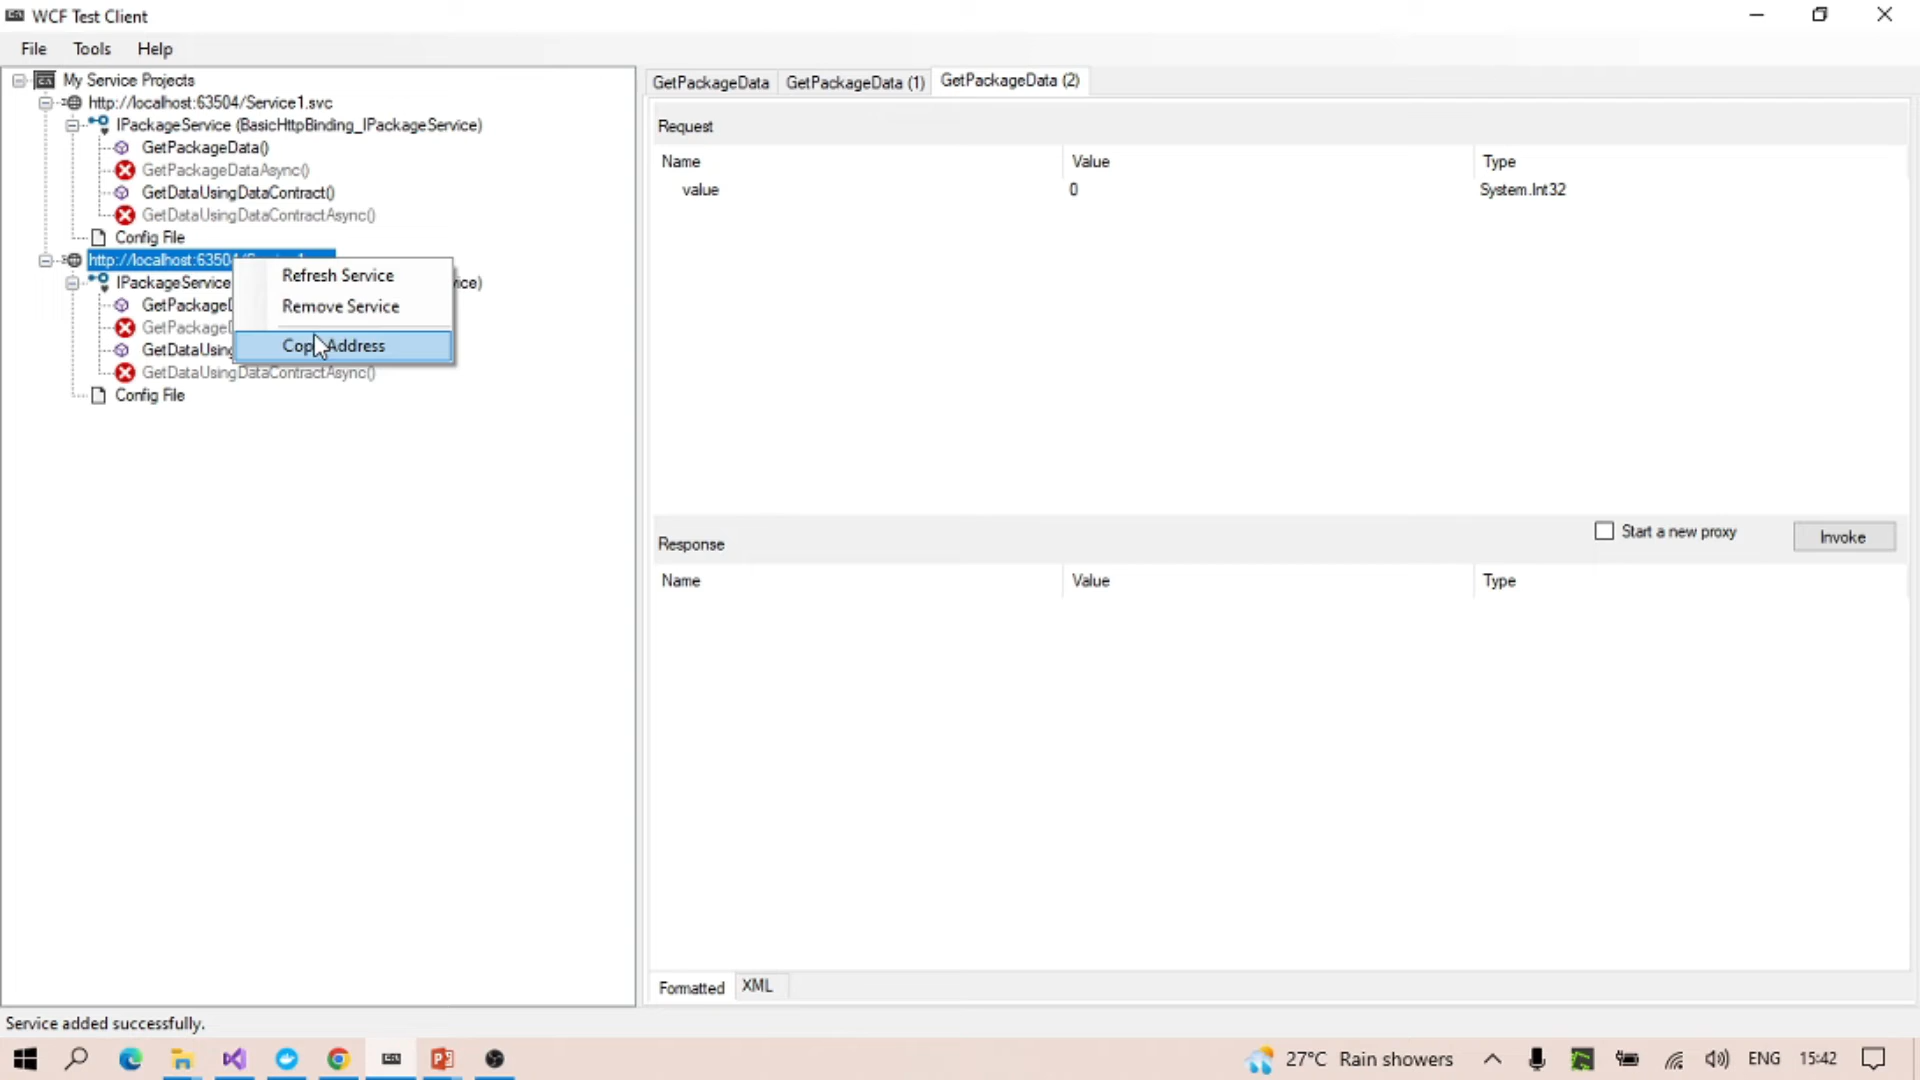 WCF Test Client
File Tools Help
My Service Projects
http://localhost:63504/Service1.svc
IPackageService (BasicHttpBinding_IPackageService)
GetPackageData()
GetPackageDataAsync()
GetDataUsingDataContract()
GetDataUsingDataContractAsync()
Config File
http://localhost:63504
IPackageService
GetPackage
GetPackage
GetDataUsing
GetDataUsingDataContractAsync()
Config File
Refresh Service
Remove Service
Copy Address
GetPackageData GetPackageData (1) GetPackageData (2)
Request
Name Value Type
value 0 System.Int32
Response
Start a new proxy
Invoke
Name Value Type
Formatted XML
Service added successfully.
27°C Rain showers
ENG
15:42